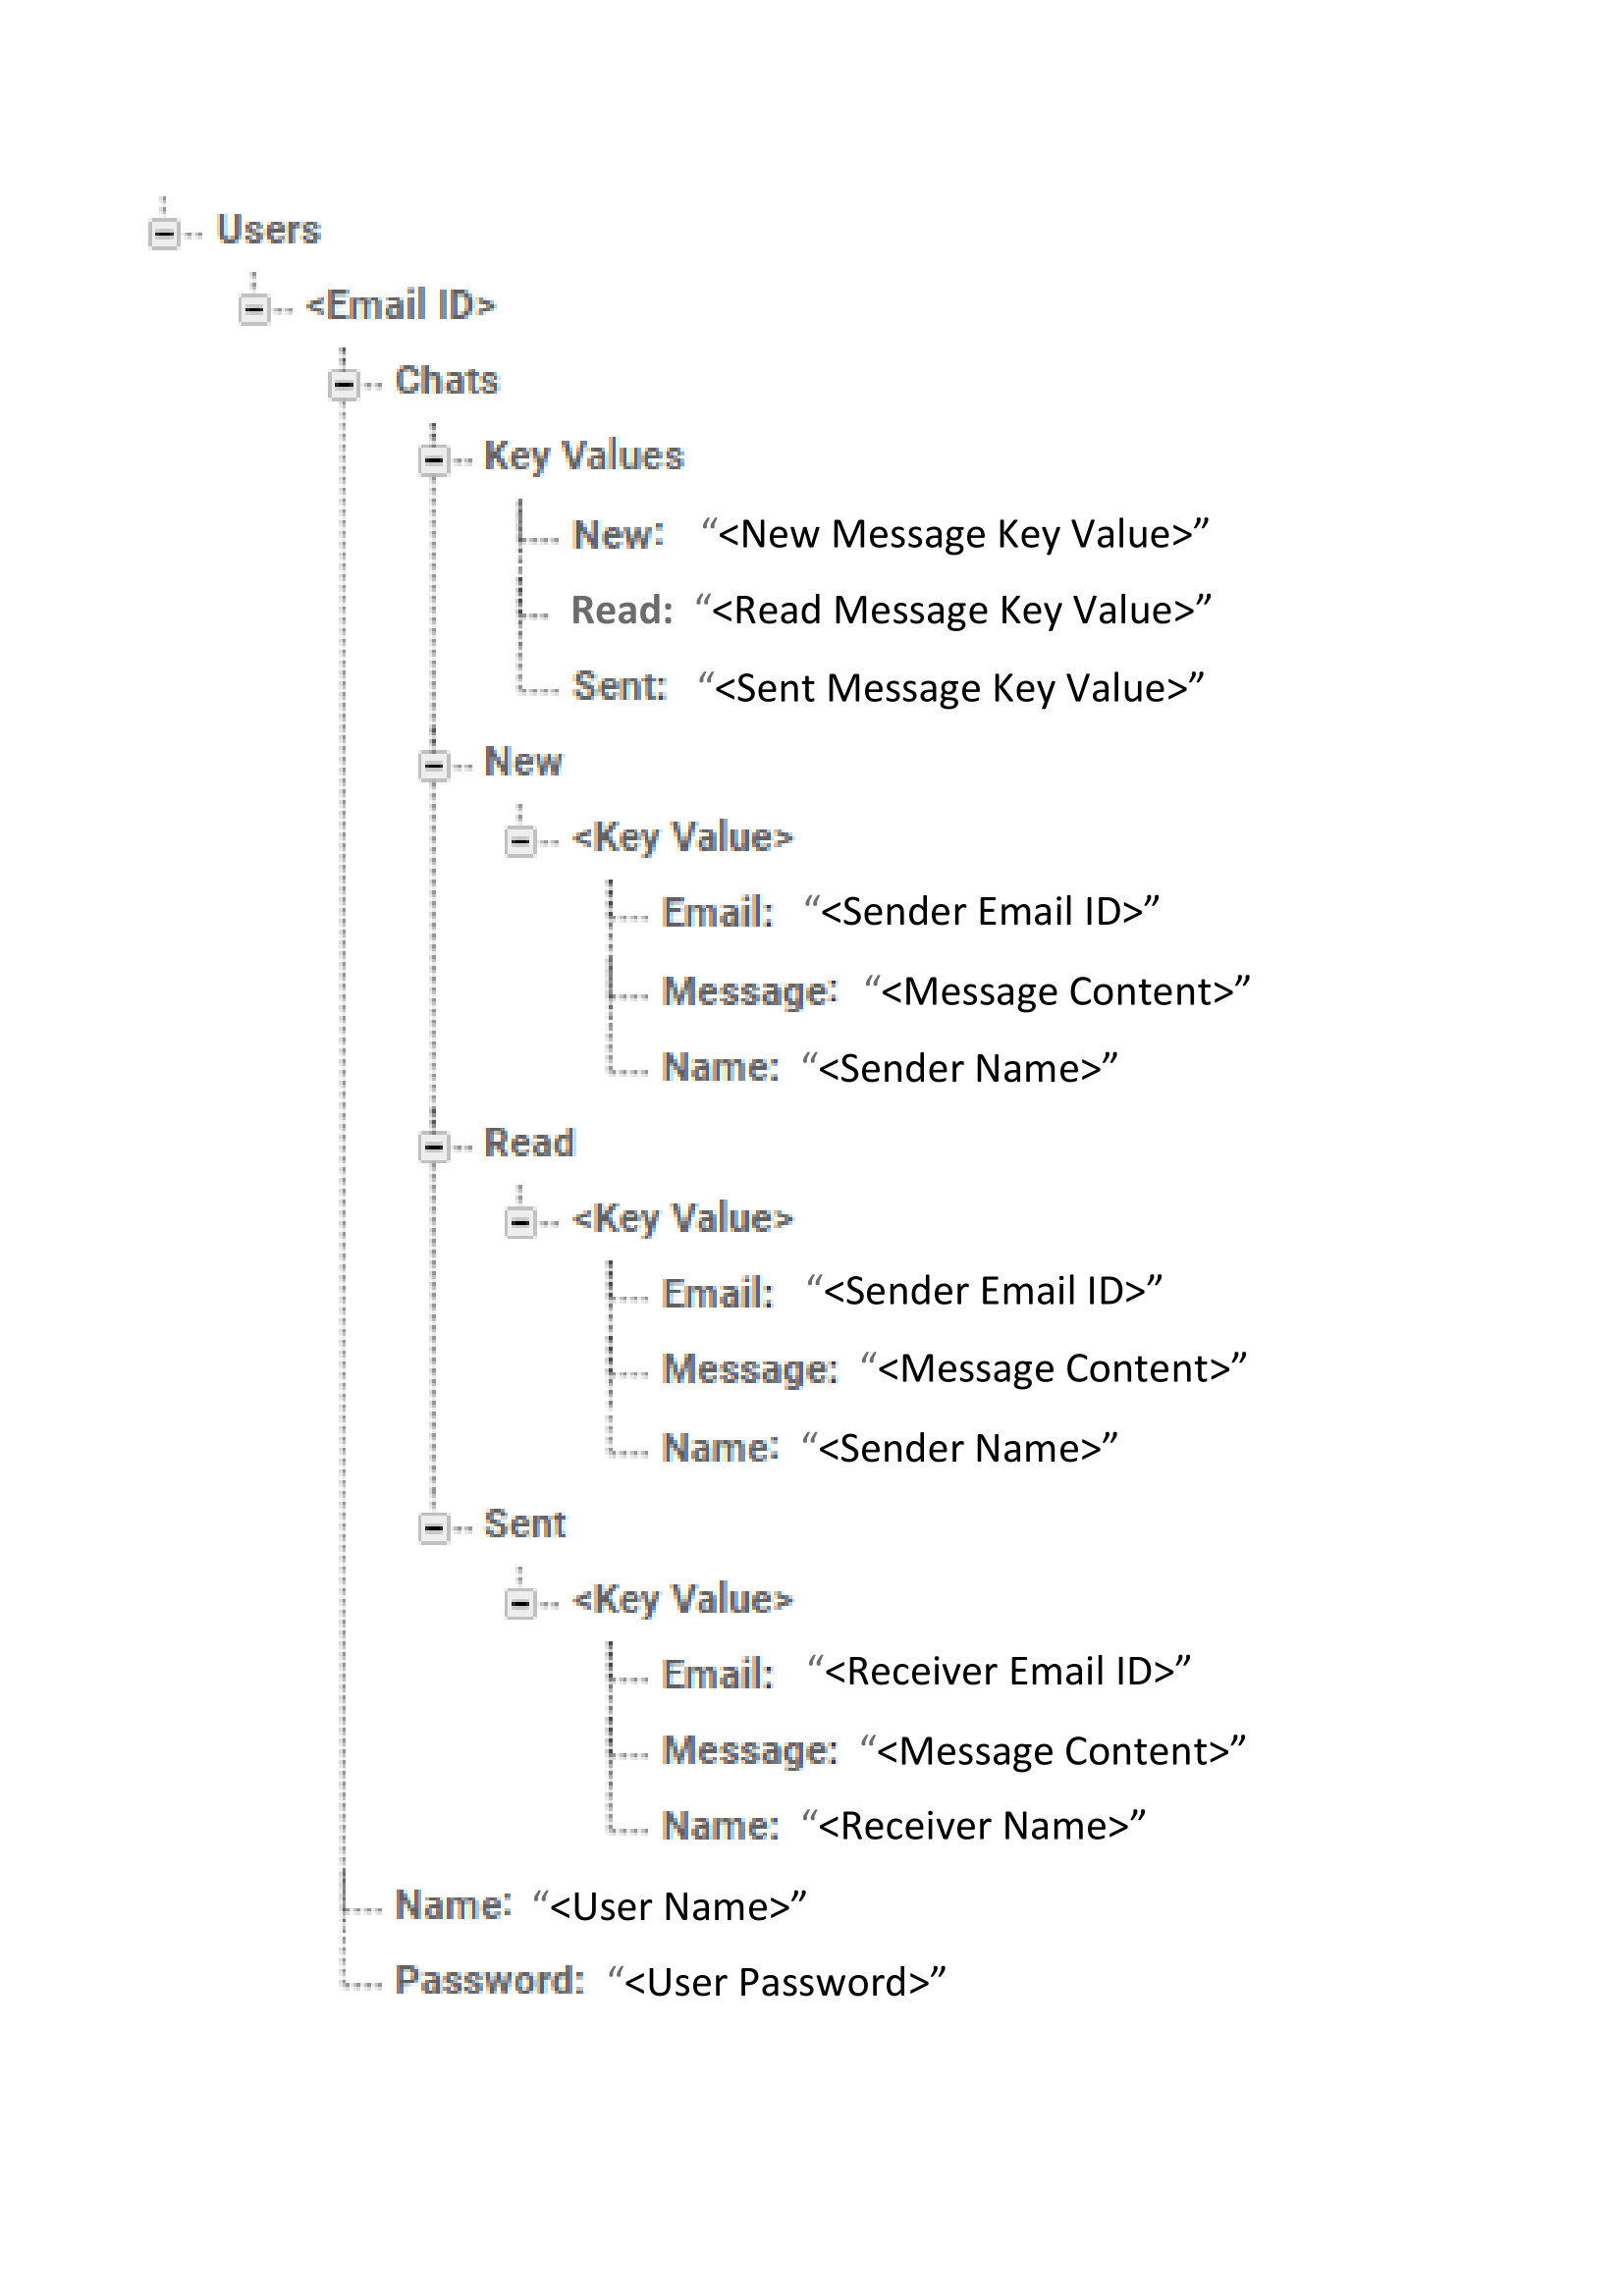 Users
<Email ID>
Chats
Key Values
New: “<New Message Key Value>”
Read: “<Read Message Key Value>”
Sent: “<Sent Message Key Value>”
New
<Key Value>
Email: “<Sender Email ID>”
Message: “<Message Content>”
Name: “<Sender Name>”
Read
<Key Value>
Email: “<Sender Email ID>”
Message: “<Message Content>”
Name: “<Sender Name>”
Sent
<Key Value>
Email: “<Receiver Email ID>”
Message: “<Message Content>”
Name: “<Receiver Name>”
Name: “<User Name>”
Password: “<User Password>”